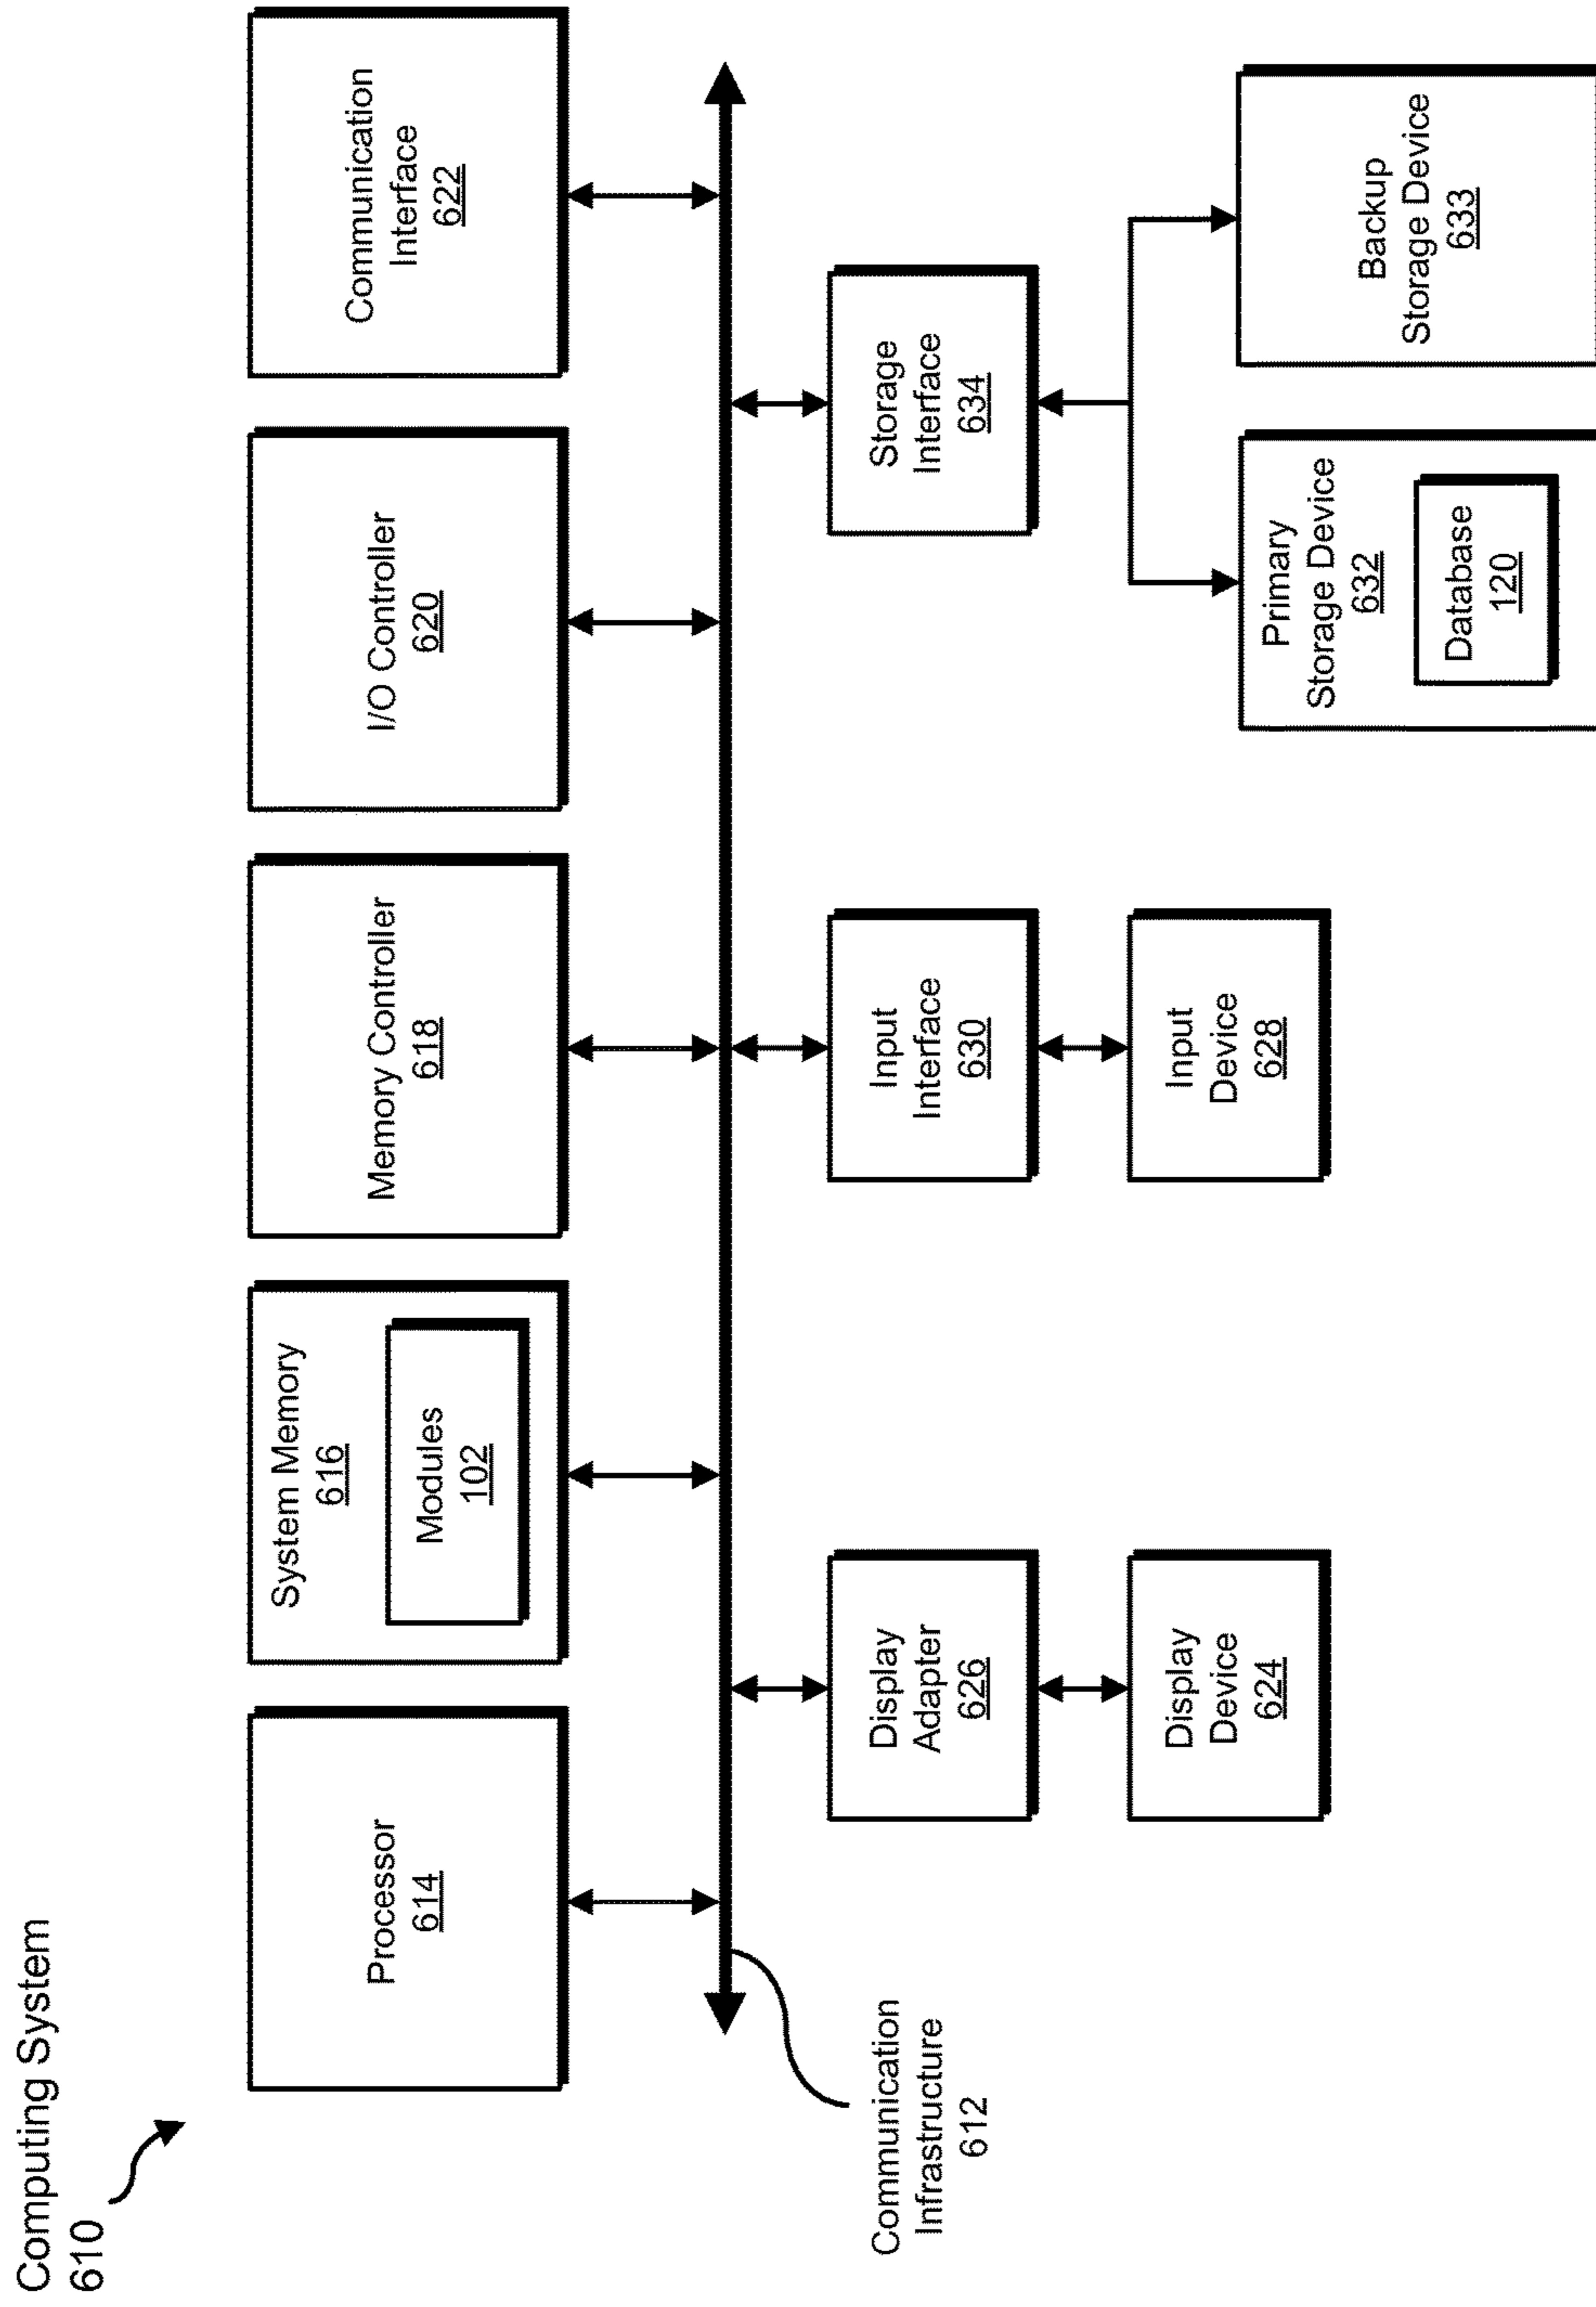 Computing System
610
Processor
614
System Memory
616
Modules
102
Memory Controller
618
I/O Controller
620
Communication
Interface
622
Communication
Infrastructure
612
Display
Adapter
626
Input
Interface
630
Storage
Interface
634
Display
Device
624
Input
Device
628
Primary
Storage Device
632
Database
120
Backup
Storage Device
633